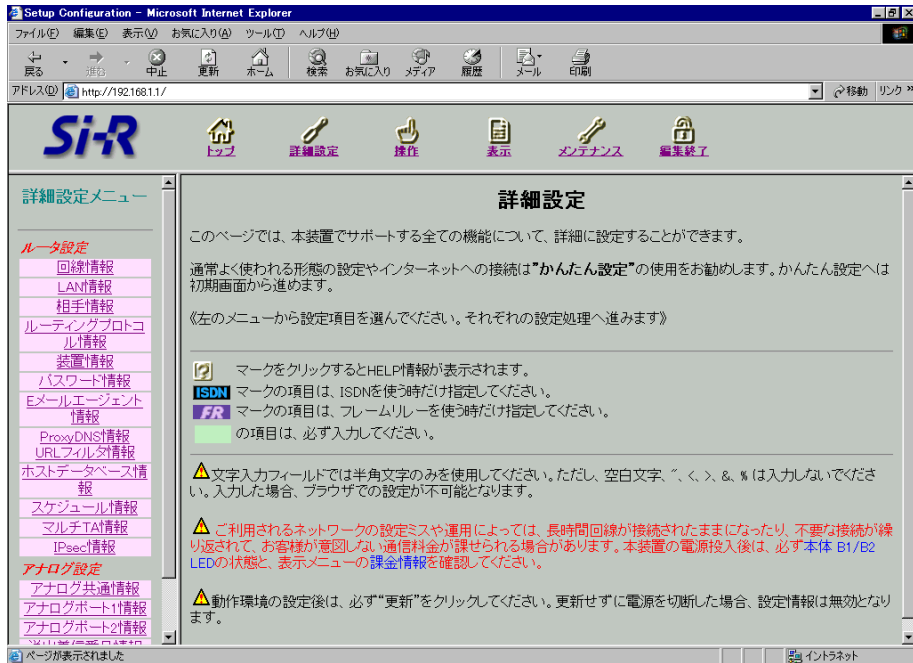 Setup Configuration - Microsoft Internet Explorer
ファイル(F) 編集(E) 表示(V) お気に入り(A) ツール(T) ヘルプ(H)
戻る 進む 中止 更新 ホーム 検索 お気に入り メディア 履歴 メール 印刷
アドレス(D) http://192.168.1.1/ 移動 リンク »
Si-R
トップ 詳細設定 操作 表示 メンテナンス 編集終了
詳細設定メニュー
ルータ設定
回線情報
LAN情報
相手情報
ルーティングプロトコ
ル情報
装置情報
パスワード情報
Eメールエージェント
情報
ProxyDNS情報
URLフィルタ情報
ホストデータベース情
報
スケジュール情報
マルチTA情報
IPsec情報
アナログ設定
アナログ共通情報
アナログポート1情報
アナログポート2情報
詳細設定
このページでは、本装置でサポートする全ての機能について、詳細に設定することができます。
通常よく使われる形態の設定やインターネットへの接続は"かんたん設定"の使用をお勧めします。かんたん設定へは
初期画面から進めます。
《左のメニューから設定項目を選んでください。それぞれの設定処理へ進みます》
? マークをクリックするとHELP情報が表示されます。
ISDN マークの項目は、ISDNを使う時だけ指定してください。
FR マークの項目は、フレームリレーを使う時だけ指定してください。
の項目は、必ず入力してください。
文字入力フィールドでは半角文字のみを使用してください。ただし、空白文字、"、<、>、&、%は入力しないでくださ
い。入力した場合、ブラウザでの設定が不可能となります。
ご利用されるネットワークの設定ミスや運用によっては、長時間回線が接続されたままになったり、不要な接続が繰
り返されて、お客様が意図しない通信料金が課せられる場合があります。本装置の電源投入後は、必ず本体 B1/B2
LEDの状態と、表示メニューの課金情報を確認してください。
動作環境の設定後は、必ず"更新"をクリックしてください。更新せずに電源を切断した場合、設定情報は無効となり
ます。
ページが表示されました イントラネット